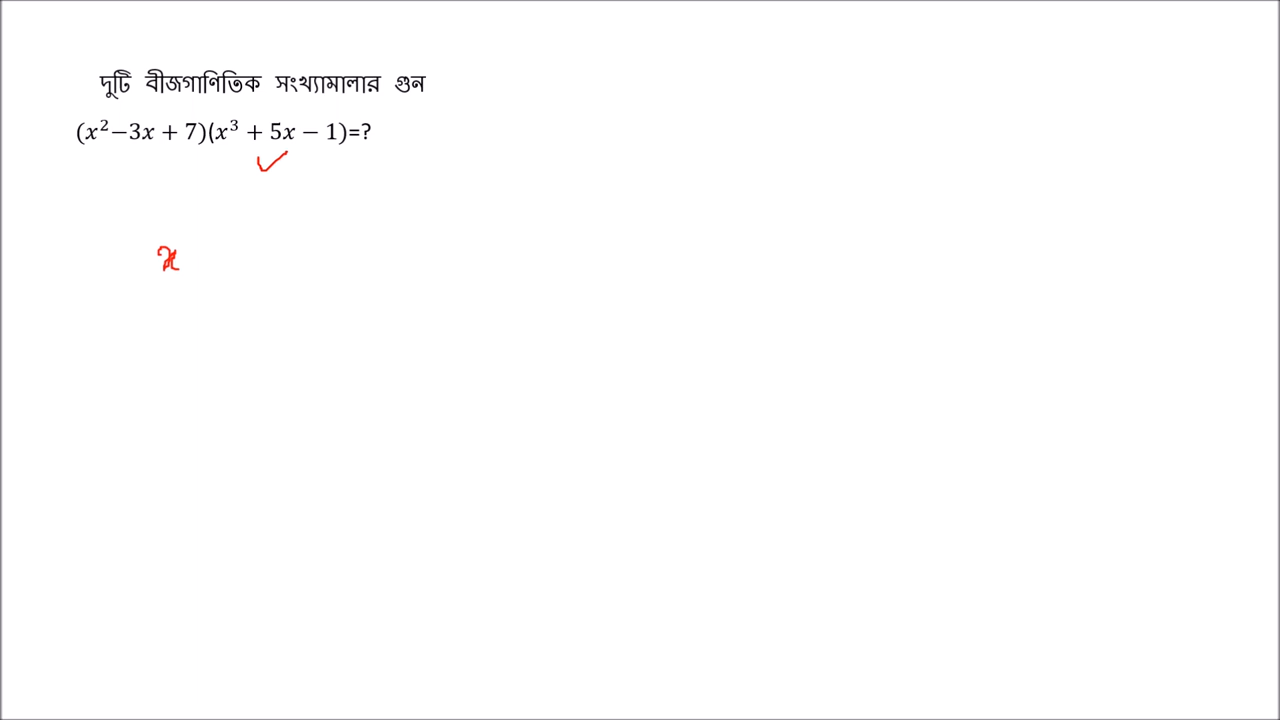 দুটি বীজগাণিতিক সংখ্যামালার গুন
(x²−3x + 7)(x³ + 5x − 1)=?
x